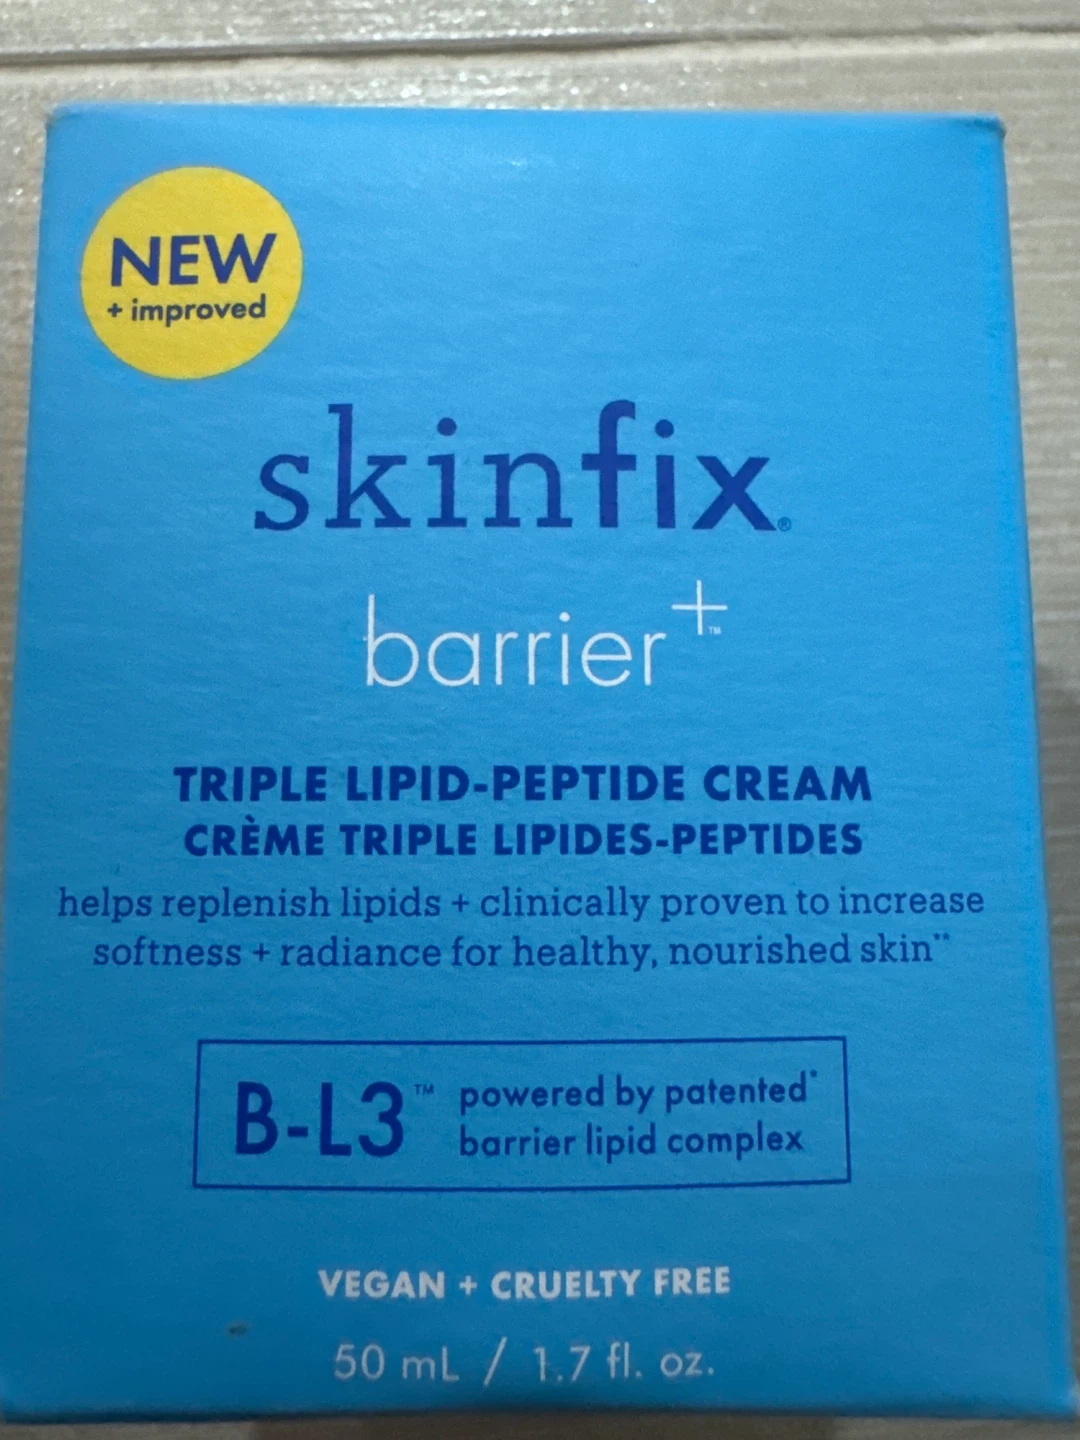 NEW
+ improved
skinfix®
barrier+™
TRIPLE LIPID-PEPTIDE CREAM
CRÈME TRIPLE LIPIDES-PEPTIDES
helps replenish lipids + clinically proven to increase
softness + radiance for healthy, nourished skin**
B-L3™ powered by patented*
barrier lipid complex
VEGAN + CRUELTY FREE
50 mL / 1.7 fl. oz.